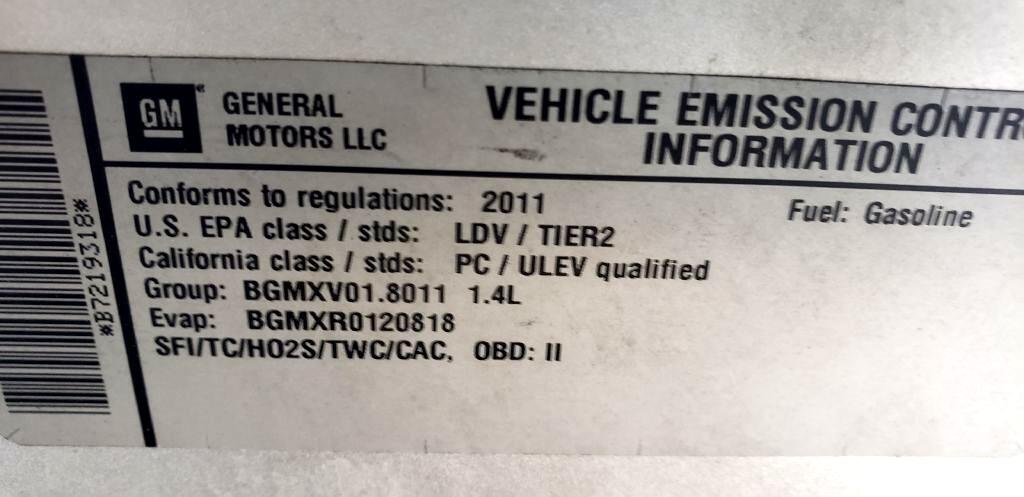 *B7219318*
GM
GENERAL
MOTORS LLC
VEHICLE EMISSION CONTR
INFORMATION
Conforms to regulations: 2011
Fuel: Gasoline
U.S. EPA class / stds: LDV / TIER2
California class / stds: PC / ULEV qualified
Group: BGMXV01.8011 1.4L
Evap: BGMXR0120818
SFI/TC/HO2S/TWC/CAC, OBD: II